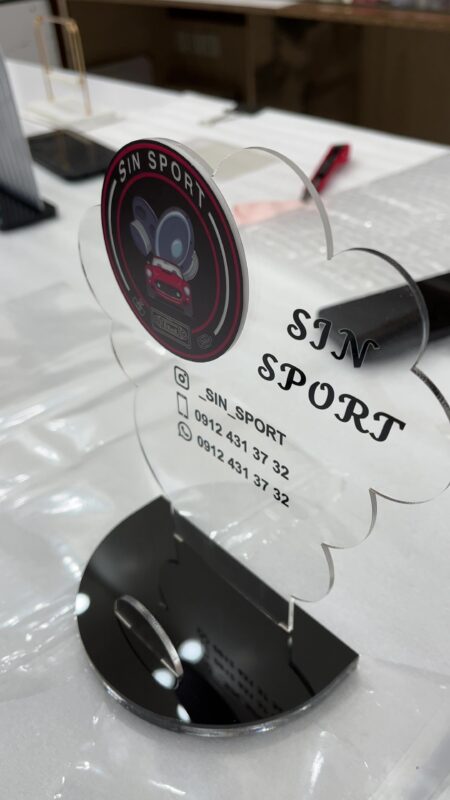 SIN SPORT
SIN
SPORT
_SIN_SPORT
0912 431 37 32
0912 431 37 32